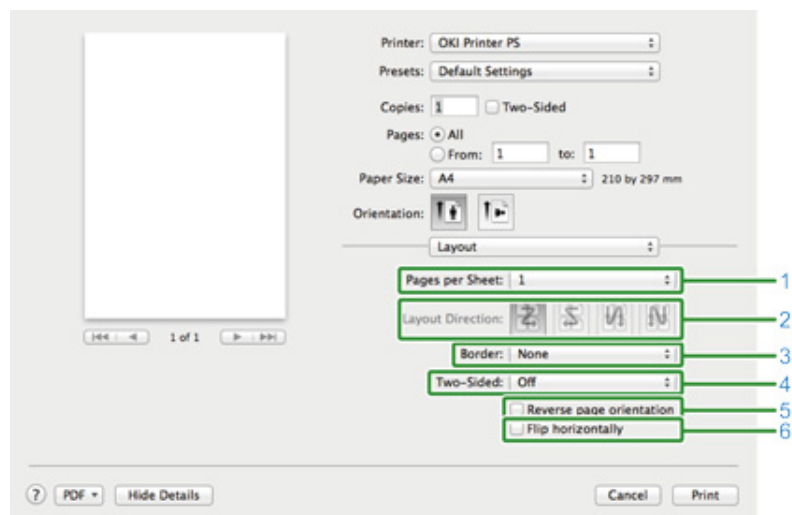 Printer: OKI Printer PS
Presets: Default Settings
Copies: 1 Two-Sided
Pages: All
From: 1 to: 1
Paper Size: A4 210 by 297 mm
Orientation:
Layout
Pages per Sheet: 1 1
Layout Direction: 2
1 of 1
Border: None 3
Two-Sided: Off 4
Reverse page orientation 5
Flip horizontally 6
? PDF Hide Details Cancel Print